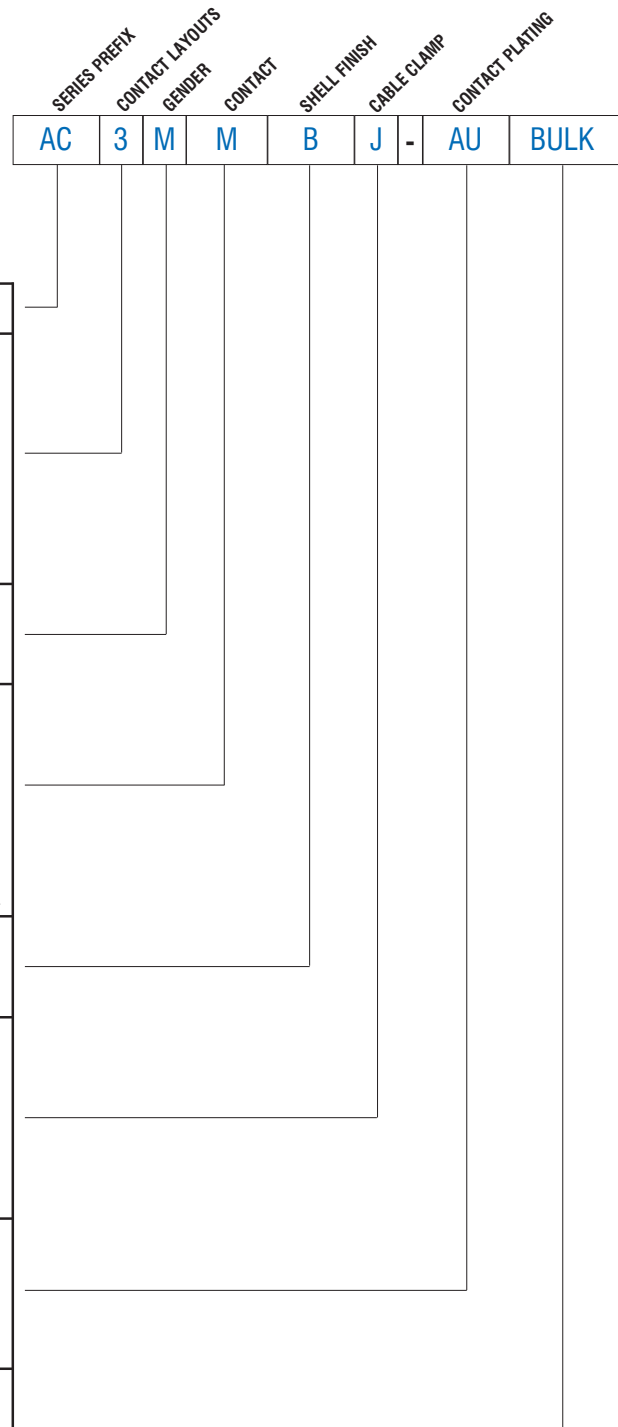 SERIES PREFIX
CONTACT LAYOUTS
GENDER
CONTACT
SHELL FINISH
CABLE CLAMP
CONTACT PLATING
AC 3 M M B J - AU BULK